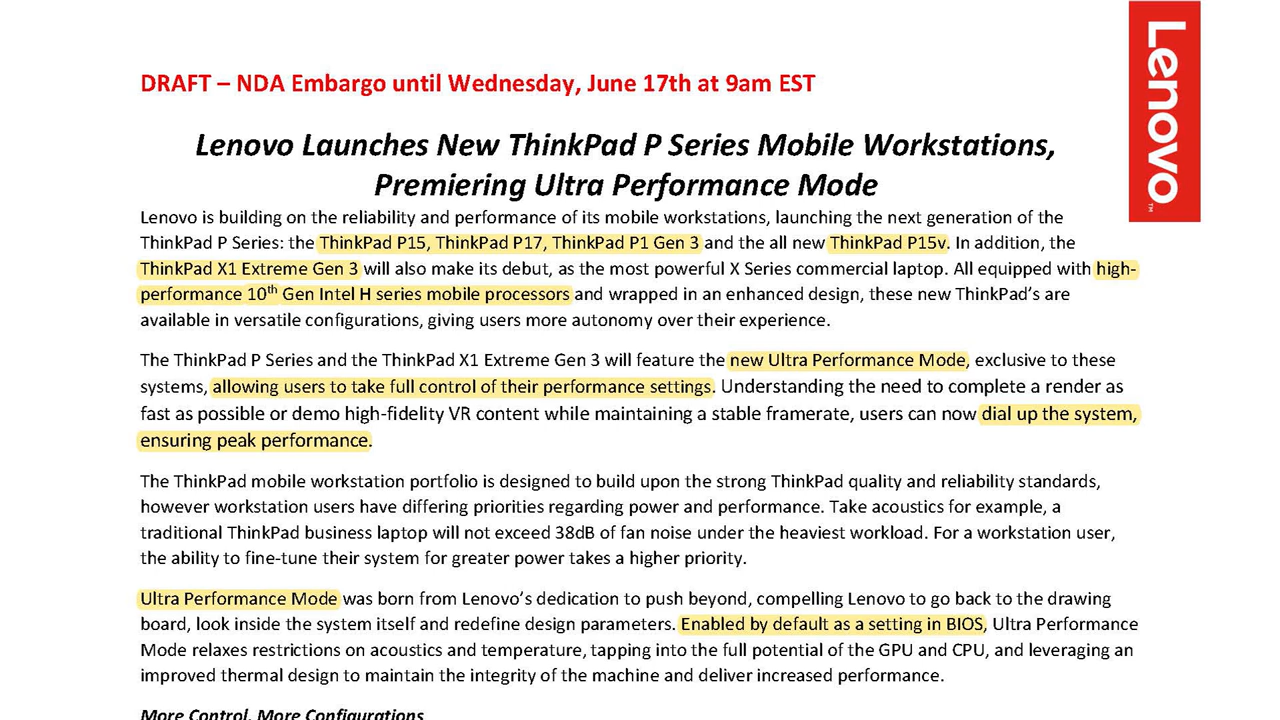 Lenovo
TM
DRAFT – NDA Embargo until Wednesday, June 17th at 9am EST
Lenovo Launches New ThinkPad P Series Mobile Workstations,
Premiering Ultra Performance Mode
Lenovo is building on the reliability and performance of its mobile workstations, launching the next generation of the
ThinkPad P Series: the ThinkPad P15, ThinkPad P17, ThinkPad P1 Gen 3 and the all new ThinkPad P15v. In addition, the
ThinkPad X1 Extreme Gen 3 will also make its debut, as the most powerful X Series commercial laptop. All equipped with high-
performance 10th Gen Intel H series mobile processors and wrapped in an enhanced design, these new ThinkPad's are
available in versatile configurations, giving users more autonomy over their experience.
The ThinkPad P Series and the ThinkPad X1 Extreme Gen 3 will feature the new Ultra Performance Mode, exclusive to these
systems, allowing users to take full control of their performance settings. Understanding the need to complete a render as
fast as possible or demo high-fidelity VR content while maintaining a stable framerate, users can now dial up the system,
ensuring peak performance.
The ThinkPad mobile workstation portfolio is designed to build upon the strong ThinkPad quality and reliability standards,
however workstation users have differing priorities regarding power and performance. Take acoustics for example, a
traditional ThinkPad business laptop will not exceed 38dB of fan noise under the heaviest workload. For a workstation user,
the ability to fine-tune their system for greater power takes a higher priority.
Ultra Performance Mode was born from Lenovo's dedication to push beyond, compelling Lenovo to go back to the drawing
board, look inside the system itself and redefine design parameters. Enabled by default as a setting in BIOS, Ultra Performance
Mode relaxes restrictions on acoustics and temperature, tapping into the full potential of the GPU and CPU, and leveraging an
improved thermal design to maintain the integrity of the machine and deliver increased performance.
More Control, More Configurations